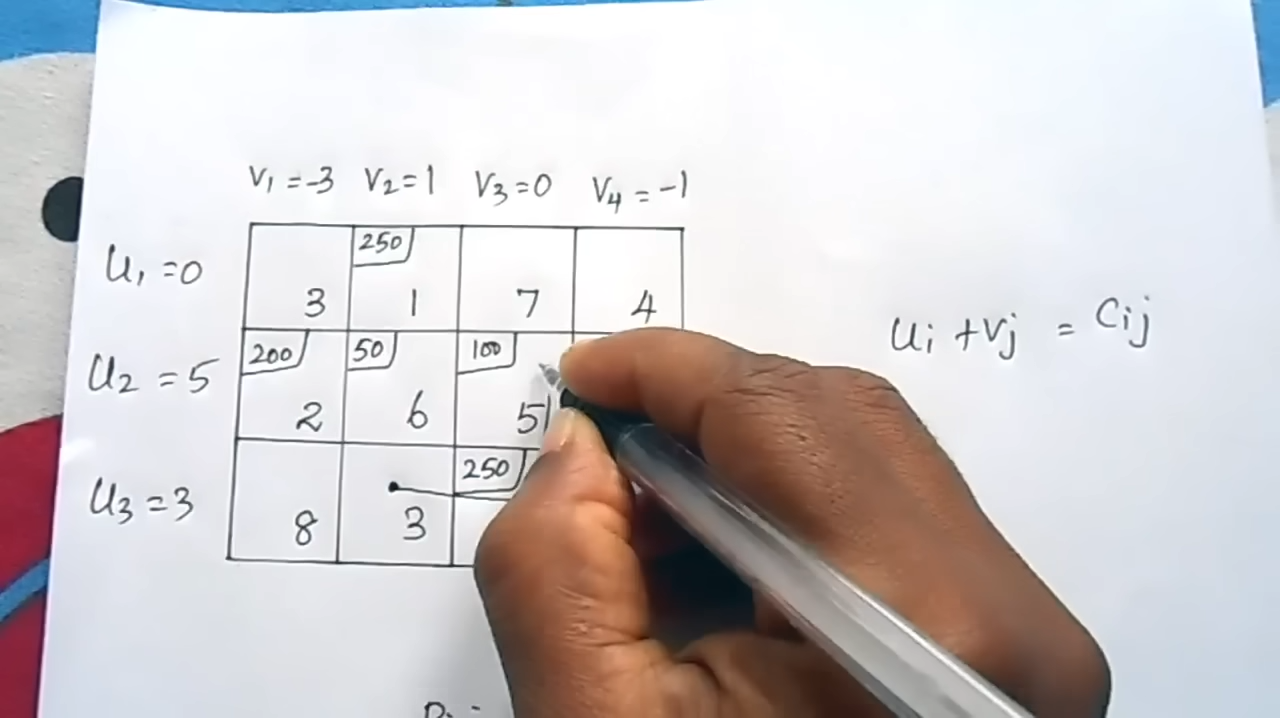 V1 = -3 V2 = 1 V3 = 0 V4 = -1
250
U1 = 0 3 1 7 4
200 50 100
U2 = 5 2 6 5
250
U3 = 3 8 3
Ui + Vj = Cij